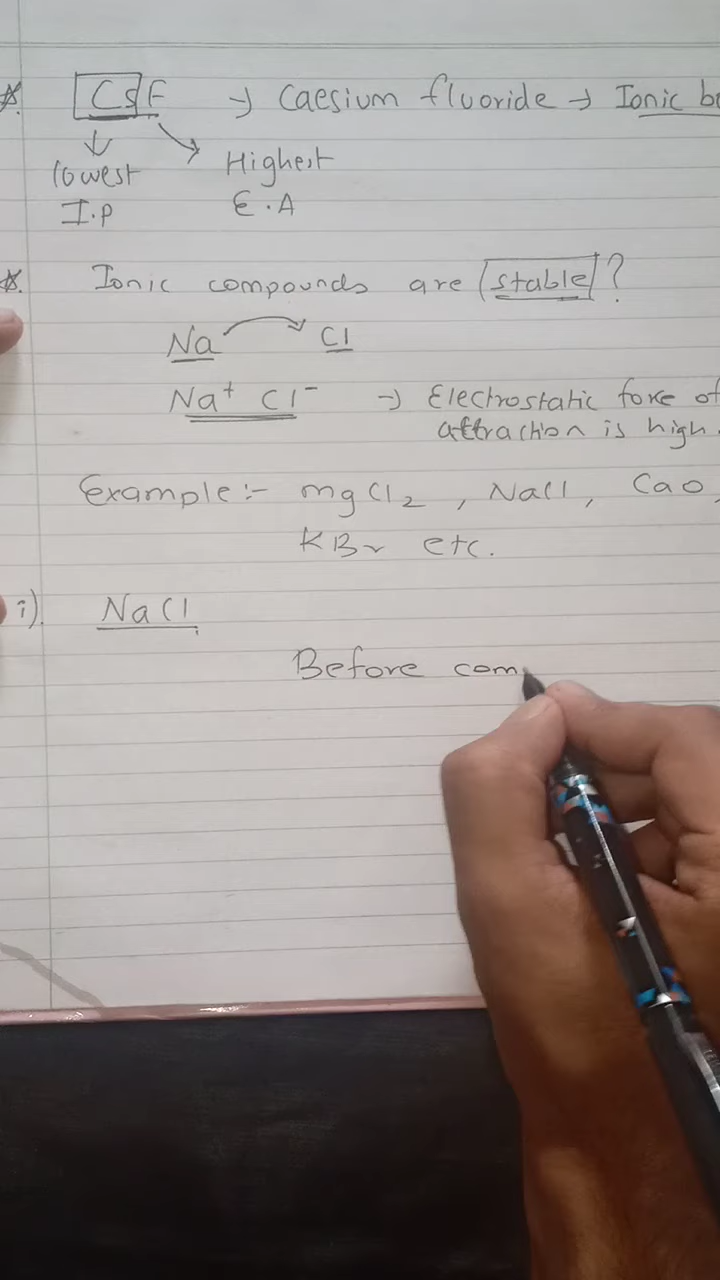 CsF → Caesium fluoride → Ionic b
↓ lowest I.P
↘ Highest E.A
Ionic compounds are stable ?
Na Cl
Na⁺ Cl⁻ → Electrostatic force of
attraction is high.
Example :- mgCl₂ , NaCl , CaO ,
KBr etc.
i) NaCl
Before com